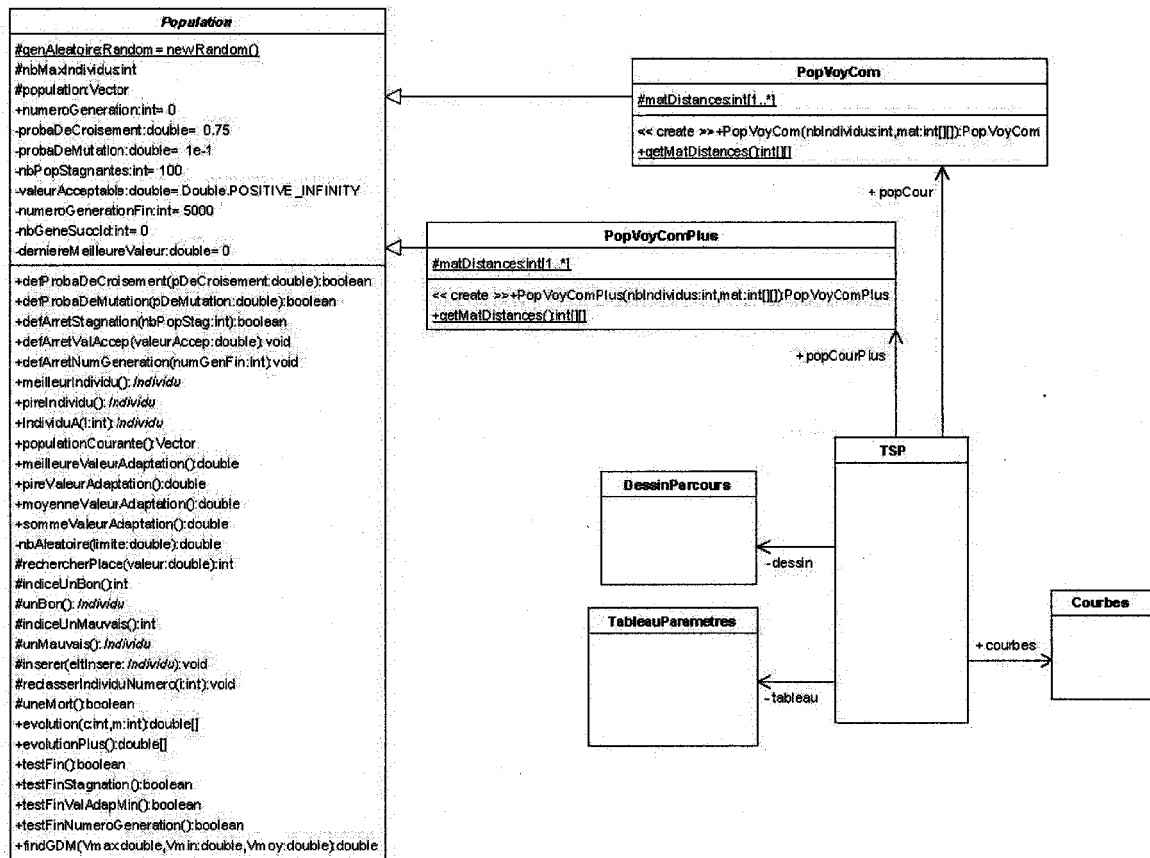 Population
#genAleatoire:Random = new Random()
#nbMaxIndividus:int
#population:Vector
+numeroGeneration:int= 0
-probaDeCroisement:double= 0.75
-probaDeMutation:double= 1e-1
-nbPopStagnantes:int= 100
-valeurAcceptable:double= Double.POSITIVE_INFINITY
-numeroGenerationFin:int= 5000
-nbGeneSuccId:int= 0
-derniereMeilleureValeur:double= 0
+defProbaDeCroisement(pDeCroisement:double):boolean
+defProbaDeMutation(pDeMutation:double):boolean
+defArretStagnation(nbPopStag:int):boolean
+defArretValAccep(valeurAccep:double):void
+defArretNumGeneration(numGenFin:int):void
+meilleurIndividu(): Individu
+pireIndividu(): Individu
+IndividuA(i:int): Individu
+populationCourante():Vector
+meilleureValeurAdaptation():double
+pireValeurAdaptation():double
+moyenneValeurAdaptation():double
+sommeValeurAdaptation():double
-nbAleatoire(limite:double):double
#rechercherPlace(valeur:double):int
#indiceUnBon():int
#unBon(): Individu
#indiceUnMauvais():int
#unMauvais(): Individu
#inserer(eltInsere: Individu):void
#reclasserIndividuNumero(i:int):void
#uneMort():boolean
+evolution(c:int,m:int):double[]
+evolutionPlus():double[]
+testFin():boolean
+testFinStagnation():boolean
+testFinValAdapMin():boolean
+testFinNumeroGeneration():boolean
+findGDM(Vmax:double,Vmin:double,Vmoy:double):double
PopVoyCom
#matDistances:int[1..*]
<< create >>+PopVoyCom(nbIndividus:int,mat:int[][]):PopVoyCom
+getMatDistances():int[][]
+ popCour
PopVoyComPlus
#matDistances:int[1..*]
<< create >>+PopVoyComPlus(nbIndividus:int,mat:int[][]):PopVoyComPlus
+getMatDistances():int[][]
+popCourPlus
TSP
DessinParcours
-dessin
TableauParametres
-tableau
Courbes
+ courbes